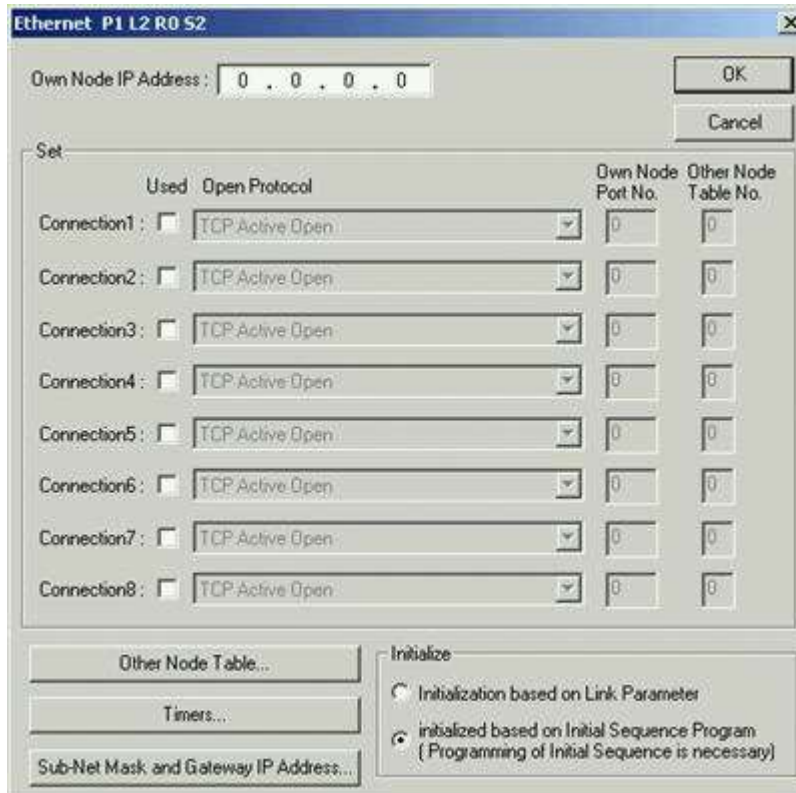 Ethernet P1 L2 R0 S2
Own Node IP Address : 0 . 0 . 0 . 0
OK
Cancel
Set
Used Open Protocol Own Node Port No. Other Node Table No.
Connection1 : TCP Active Open 0 0
Connection2 : TCP Active Open 0 0
Connection3 : TCP Active Open 0 0
Connection4 : TCP Active Open 0 0
Connection5 : TCP Active Open 0 0
Connection6 : TCP Active Open 0 0
Connection7 : TCP Active Open 0 0
Connection8 : TCP Active Open 0 0
Other Node Table...
Timers...
Sub-Net Mask and Gateway IP Address...
Initialize
Initialization based on Link Parameter
initialized based on Initial Sequence Program
( Programming of Initial Sequence is necessary)